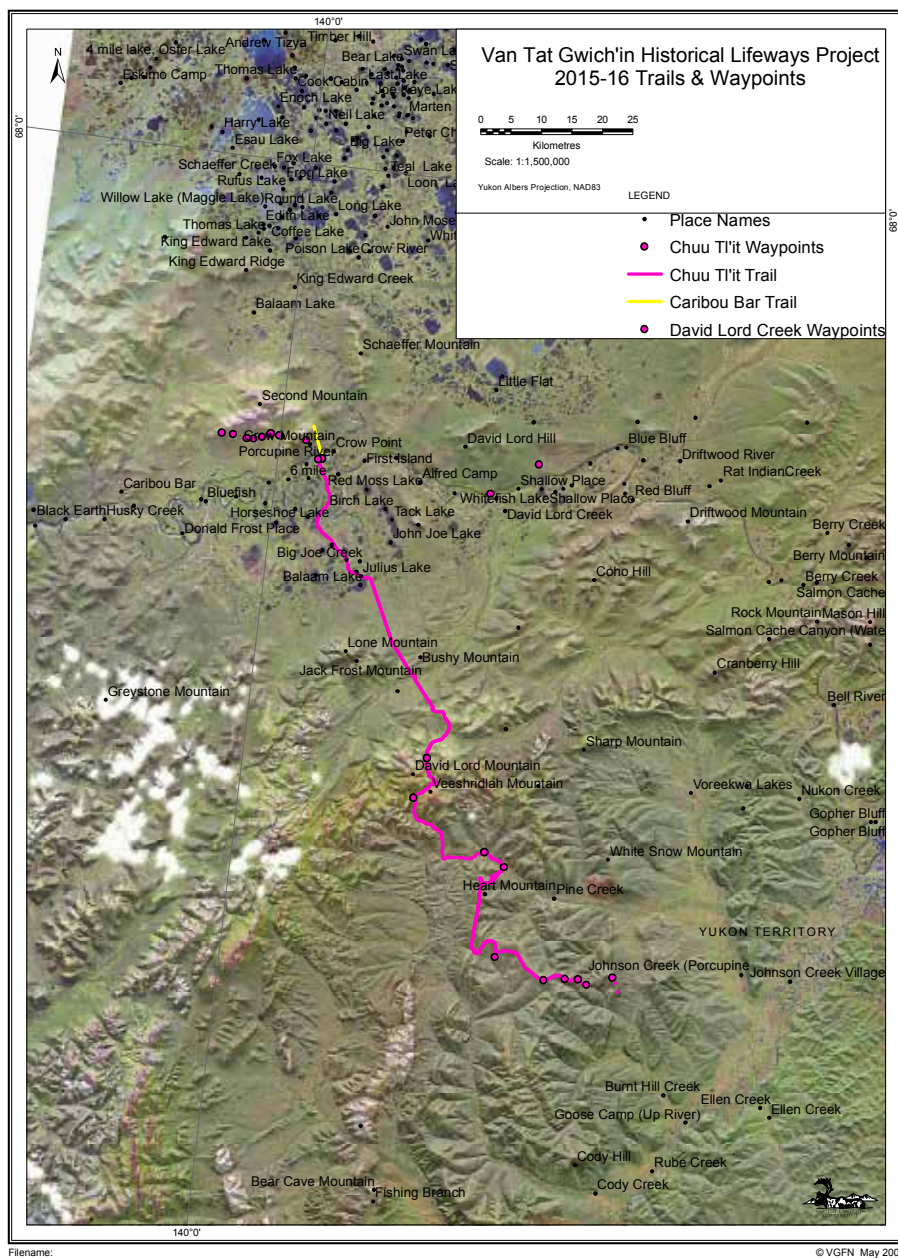 140°0'
Van Tat Gwich'in Historical Lifeways Project
2015-16 Trails & Waypoints
0 5 10 15 20 25
Kilometres
Scale: 1:1,500,000
Yukon Albers Projection, NAD83
LEGEND
Place Names
Chuu Tl'it Waypoints
Chuu Tl'it Trail
Caribou Bar Trail
David Lord Creek Waypoints
N
68°0'
68°0'
Timber Hill
Andrew Tizya
Swan Lak
4 mile lake, Oster Lake
Bear Lake
Eskimo Camp
Thomas Lake
Last Lake
Cook Cabin
Joe Kaye Lak
Enoch Lake
Marten
Neil Lake
Harry Lake
Peter Ch
Esau Lake
Big Lake
Fox Lake
Schaeffer Creek
Frog Lake
Teal Lake
Rufus Lake
Loon La
Willow Lake (Maggie Lake)
Round Lake
Long Lake
Edith Lake
Thomas Lake
Coffee Lake
John Mose
King Edward Lake
Poison Lake
Crow River
Whit
King Edward Ridge
King Edward Creek
Balaam Lake
Schaeffer Mountain
Little Flat
Second Mountain
Crow Mountain
Crow Point
David Lord Hill
Blue Bluff
Porcupine River
First Island
Driftwood River
6 mile
Red Moss Lake
Alfred Camp
Shallow Place
Rat Indian Creek
Caribou Bar
Bluefish
Birch Lake
Whitefish Lake
Shallow Place
Red Bluff
Black Earth
Husky Creek
Horseshoe Lake
Tack Lake
David Lord Creek
Driftwood Mountain
Donald Frost Place
John Joe Lake
Berry Creek
Big Joe Creek
Berry Mountain
Julius Lake
Balaam Lake
Coho Hill
Berry Creek
Salmon Cache
Rock Mountain
Mason Hill
Salmon Cache Canyon (Wate
Lone Mountain
Bushy Mountain
Jack Frost Mountain
Cranberry Hill
Greystone Mountain
Bell River
Sharp Mountain
David Lord Mountain
Veeshridlah Mountain
Voreekwa Lakes
Nukon Creek
Gopher Bluff
Gopher Bluff
White Snow Mountain
Heart Mountain
Pine Creek
YUKON TERRITORY
Johnson Creek (Porcupine
Johnson Creek Village
Burnt Hill Creek
Ellen Creek
Goose Camp (Up River)
Ellen Creek
Cody Hill
Rube Creek
Bear Cave Mountain
Cody Creek
Fishing Branch
140°0'
Filename:
© VGFN May 200